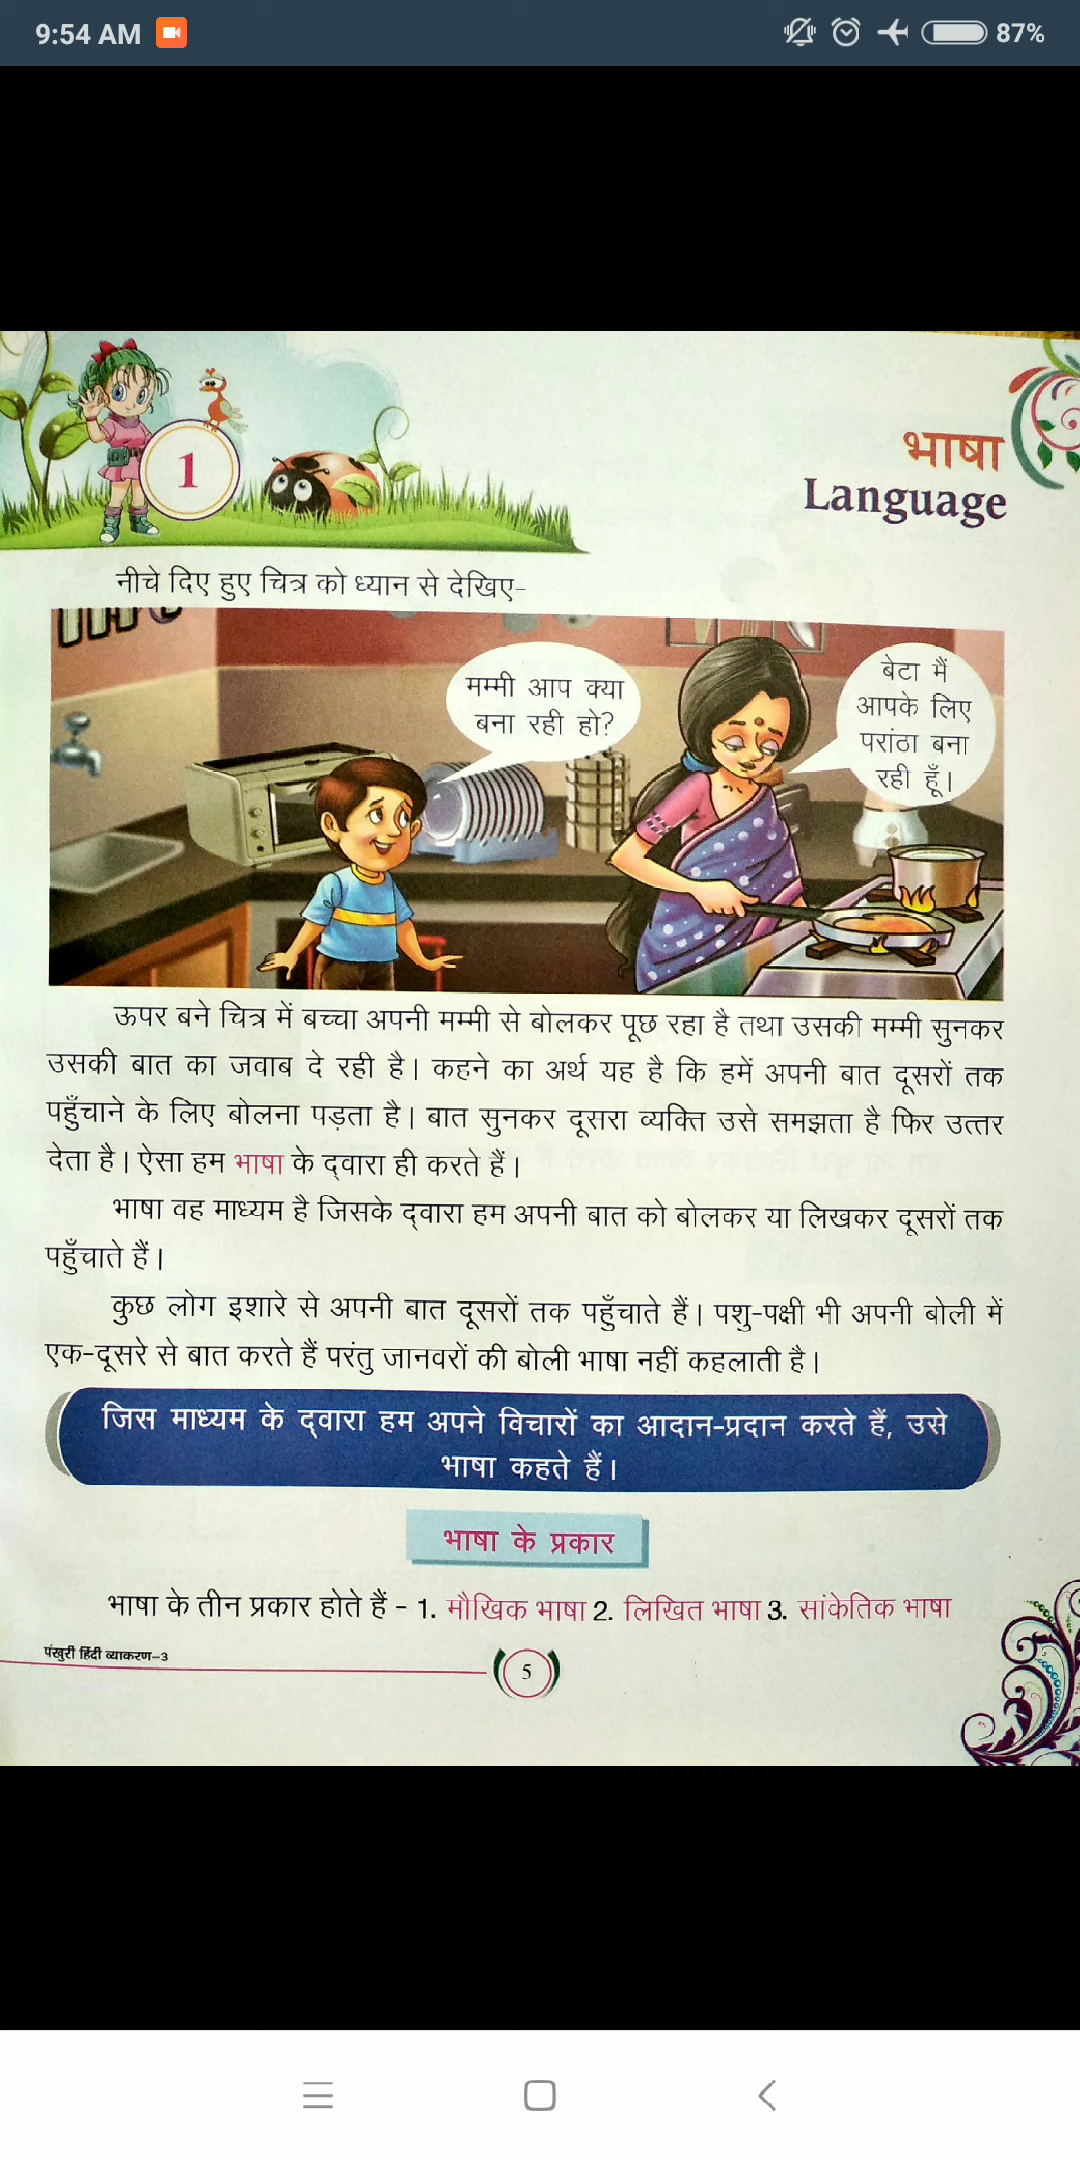 9:54 AM
87%
1
भाषा
Language
नीचे दिए हुए चित्र को ध्यान से देखिए-
मम्मी आप क्या
बना रही हो?
बेटा मैं
आपके लिए
परांठा बना
रही हूँ।
ऊपर बने चित्र में बच्चा अपनी मम्मी से बोलकर पूछ रहा है तथा उसकी मम्मी सुनकर
उसकी बात का जवाब दे रही है। कहने का अर्थ यह है कि हमें अपनी बात दूसरों तक
पहुँचाने के लिए बोलना पड़ता है। बात सुनकर दूसरा व्यक्ति उसे समझता है फिर उत्तर
देता है। ऐसा हम भाषा के द्वारा ही करते हैं।
भाषा वह माध्यम है जिसके द्वारा हम अपनी बात को बोलकर या लिखकर दूसरों तक
पहुँचाते हैं।
कुछ लोग इशारे से अपनी बात दूसरों तक पहुँचाते हैं। पशु-पक्षी भी अपनी बोली में
एक-दूसरे से बात करते हैं परंतु जानवरों की बोली भाषा नहीं कहलाती है।
जिस माध्यम के द्वारा हम अपने विचारों का आदान-प्रदान करते हैं, उसे
भाषा कहते हैं।
भाषा के प्रकार
भाषा के तीन प्रकार होते हैं - 1. मौखिक भाषा 2. लिखित भाषा 3. सांकेतिक भाषा
पंखुरी हिंदी व्याकरण-3
5